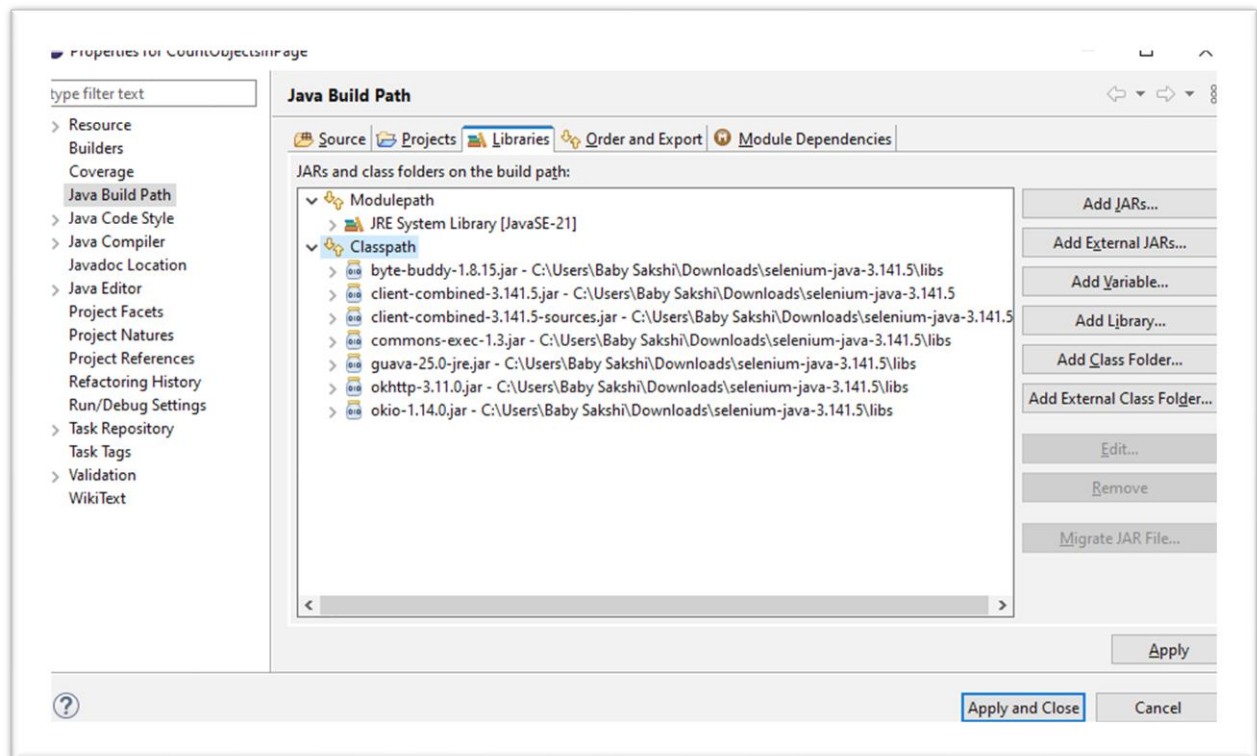 Properties for CountObjectsInPage
type filter text
Resource
Builders
Coverage
Java Build Path
Java Code Style
Java Compiler
Javadoc Location
Java Editor
Project Facets
Project Natures
Project References
Refactoring History
Run/Debug Settings
Task Repository
Task Tags
Validation
WikiText
Java Build Path
Source Projects Libraries Order and Export Module Dependencies
JARs and class folders on the build path:
Modulepath
JRE System Library [JavaSE-21]
Classpath
byte-buddy-1.8.15.jar - C:\Users\Baby Sakshi\Downloads\selenium-java-3.141.5\libs
client-combined-3.141.5.jar - C:\Users\Baby Sakshi\Downloads\selenium-java-3.141.5
client-combined-3.141.5-sources.jar - C:\Users\Baby Sakshi\Downloads\selenium-java-3.141.5
commons-exec-1.3.jar - C:\Users\Baby Sakshi\Downloads\selenium-java-3.141.5\libs
guava-25.0-jre.jar - C:\Users\Baby Sakshi\Downloads\selenium-java-3.141.5\libs
okhttp-3.11.0.jar - C:\Users\Baby Sakshi\Downloads\selenium-java-3.141.5\libs
okio-1.14.0.jar - C:\Users\Baby Sakshi\Downloads\selenium-java-3.141.5\libs
Add JARs...
Add External JARs...
Add Variable...
Add Library...
Add Class Folder...
Add External Class Folder...
Edit...
Remove
Migrate JAR File...
Apply
Apply and Close
Cancel